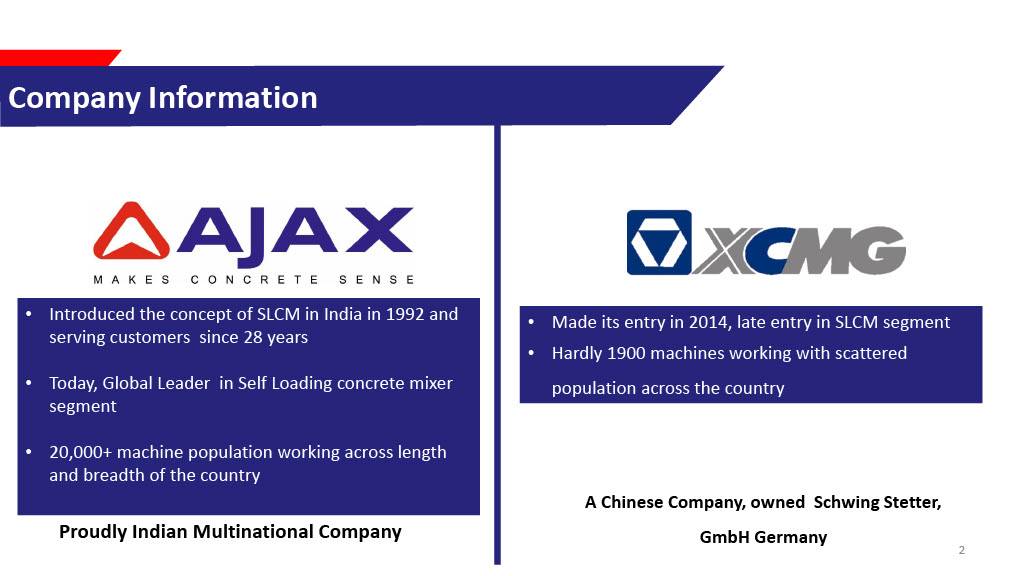 Company Information
AJAX
MAKES CONCRETE SENSE
• Introduced the concept of SLCM in India in 1992 and
serving customers  since 28 years
• Today, Global Leader  in Self Loading concrete mixer
segment
• 20,000+ machine population working across length
and breadth of the country
Proudly Indian Multinational Company
XCMG
• Made its entry in 2014, late entry in SLCM segment
• Hardly 1900 machines working with scattered
population across the country
A Chinese Company, owned  Schwing Stetter,
GmbH Germany
2